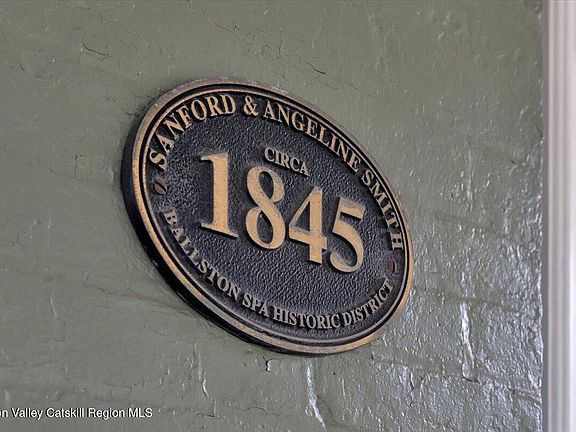 SANFORD & ANGELINE SMITH
CIRCA
1845
BALLSTON SPA HISTORIC DISTRICT
Valley Catskill Region MLS